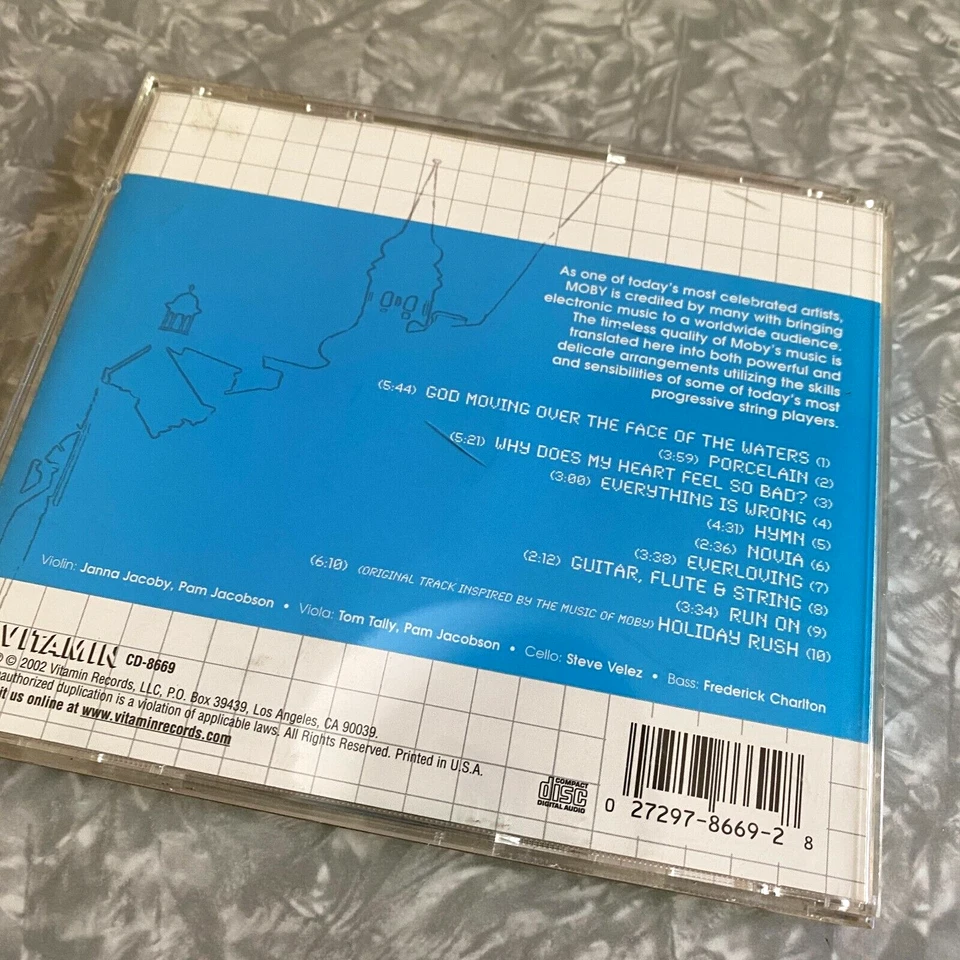 As one of today's most celebrated artists,
MOBY is credited by many with bringing
electronic music to a worldwide audience.
The timeless quality of Moby's music is
translated here into both powerful and
delicate arrangements utilizing the skills
and sensibilities of some of today's most
progressive string players.
(5:44) GOD MOVING OVER THE FACE OF THE WATERS (1)
(3:59) PORCELAIN (2)
(5:21) WHY DOES MY HEART FEEL SO BAD? (3)
(3:00) EVERYTHING IS WRONG (4)
(4:31) HYMN (5)
(2:36) NOVIA (6)
(3:38) EVERLOVING (7)
(2:12) GUITAR, FLUTE & STRING (8)
(3:34) RUN ON (9)
(6:10) (ORIGINAL TRACK INSPIRED BY THE MUSIC OF MOBY) HOLIDAY RUSH (10)
Violin: Janna Jacoby, Pam Jacobson • Viola: Tom Tally, Pam Jacobson • Cello: Steve Velez • Bass: Frederick Charlton
VITAMIN CD-8669
© 2002 Vitamin Records, LLC, P.O. Box 39439, Los Angeles, CA 90039.
authorized duplication is a violation of applicable laws. All Rights Reserved. Printed in U.S.A.
it us online at www.vitaminrecords.com
COMPACT
disc
DIGITAL AUDIO
0 27297-8669-2 8